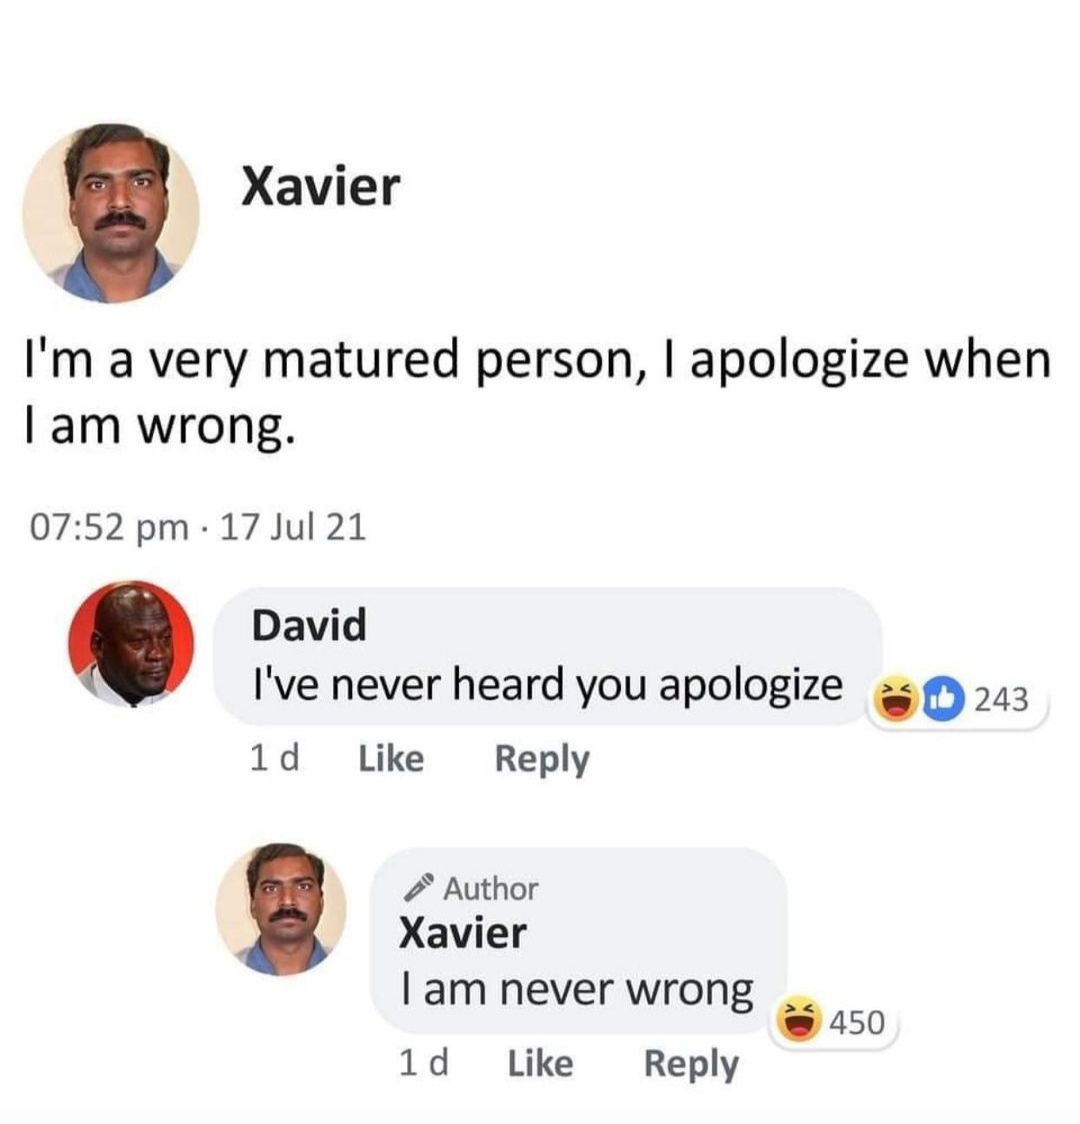 Xavier
I'm a very matured person, I apologize when
I am wrong.
07:52 pm · 17 Jul 21
David
I've never heard you apologize
243
1 d Like Reply
Author
Xavier
I am never wrong
450
1 d Like Reply